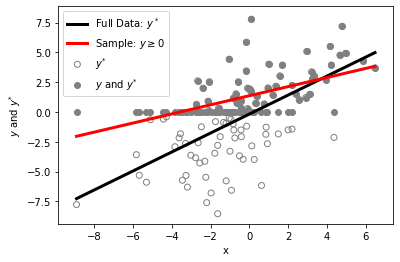 Full Data: y*
Sample: y ≥ 0
y*
y and y*
y and y*
7.5
5.0
2.5
0.0
−2.5
−5.0
−7.5
−8 −6 −4 −2 0 2 4 6
x